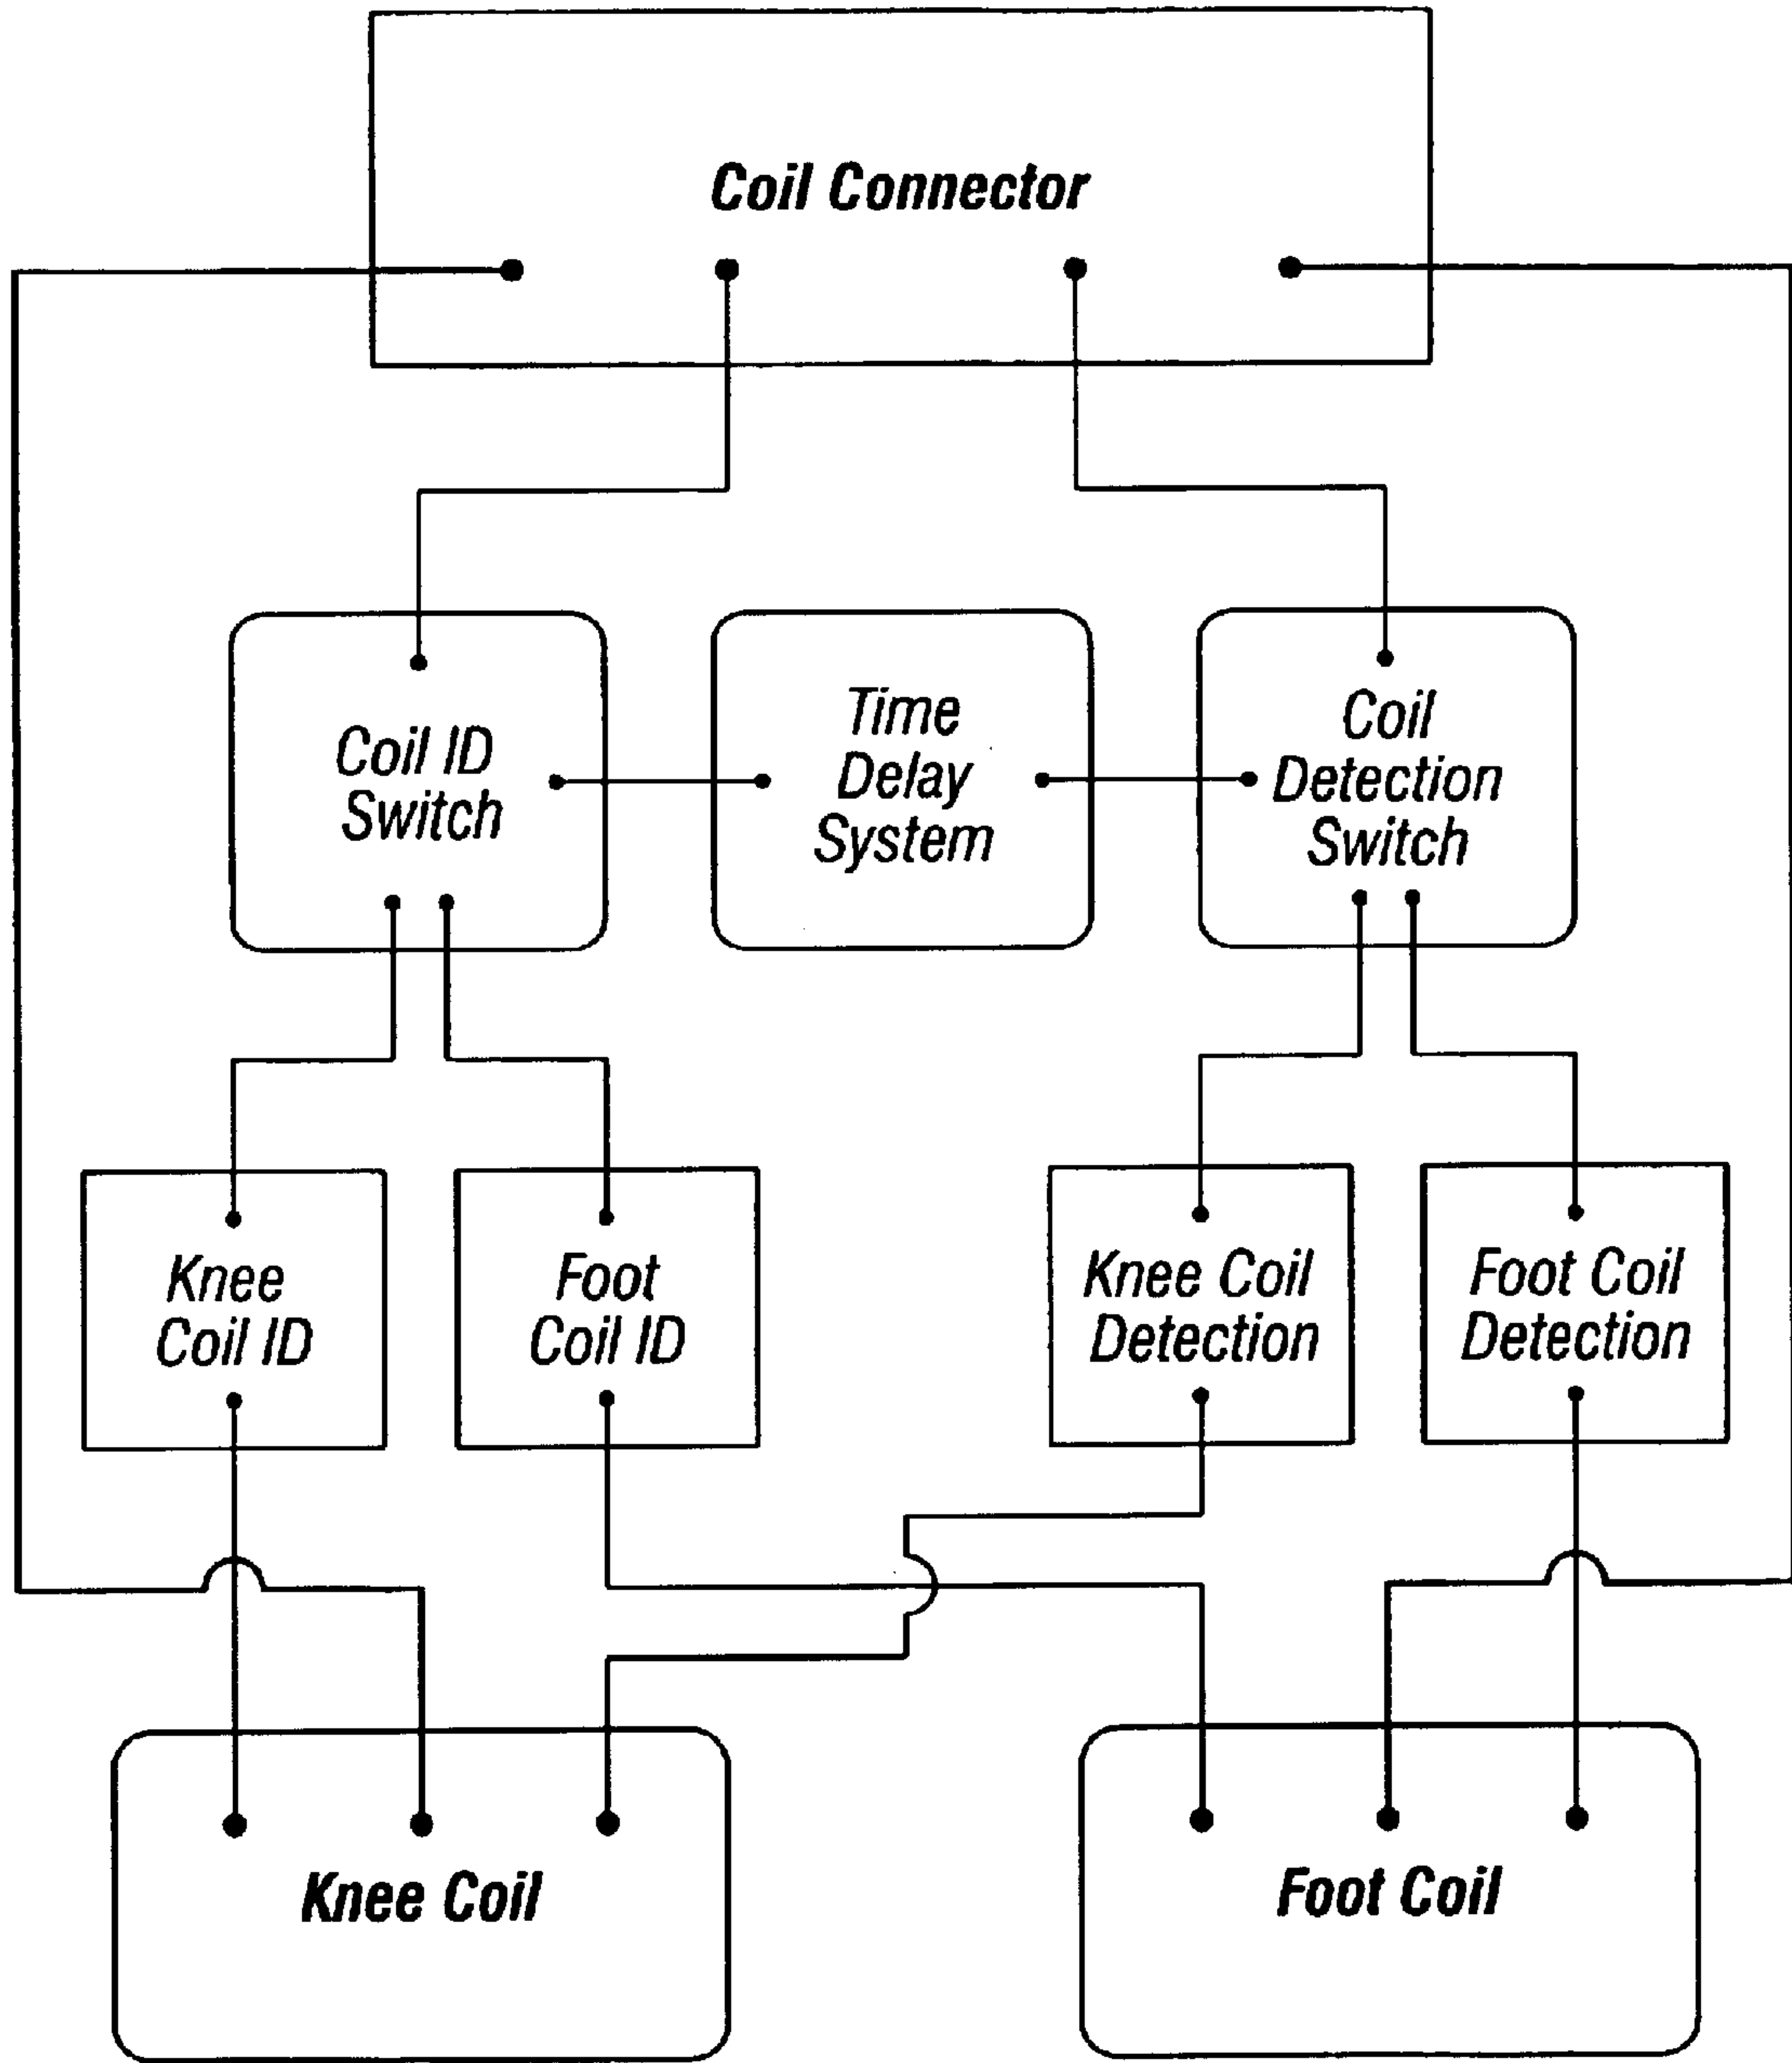 Coil Connector
Coil ID
Switch
Time
Delay
System
Coil
Detection
Switch
Knee
Coil ID
Foot
Coil ID
Knee Coil
Detection
Foot Coil
Detection
Knee Coil
Foot Coil